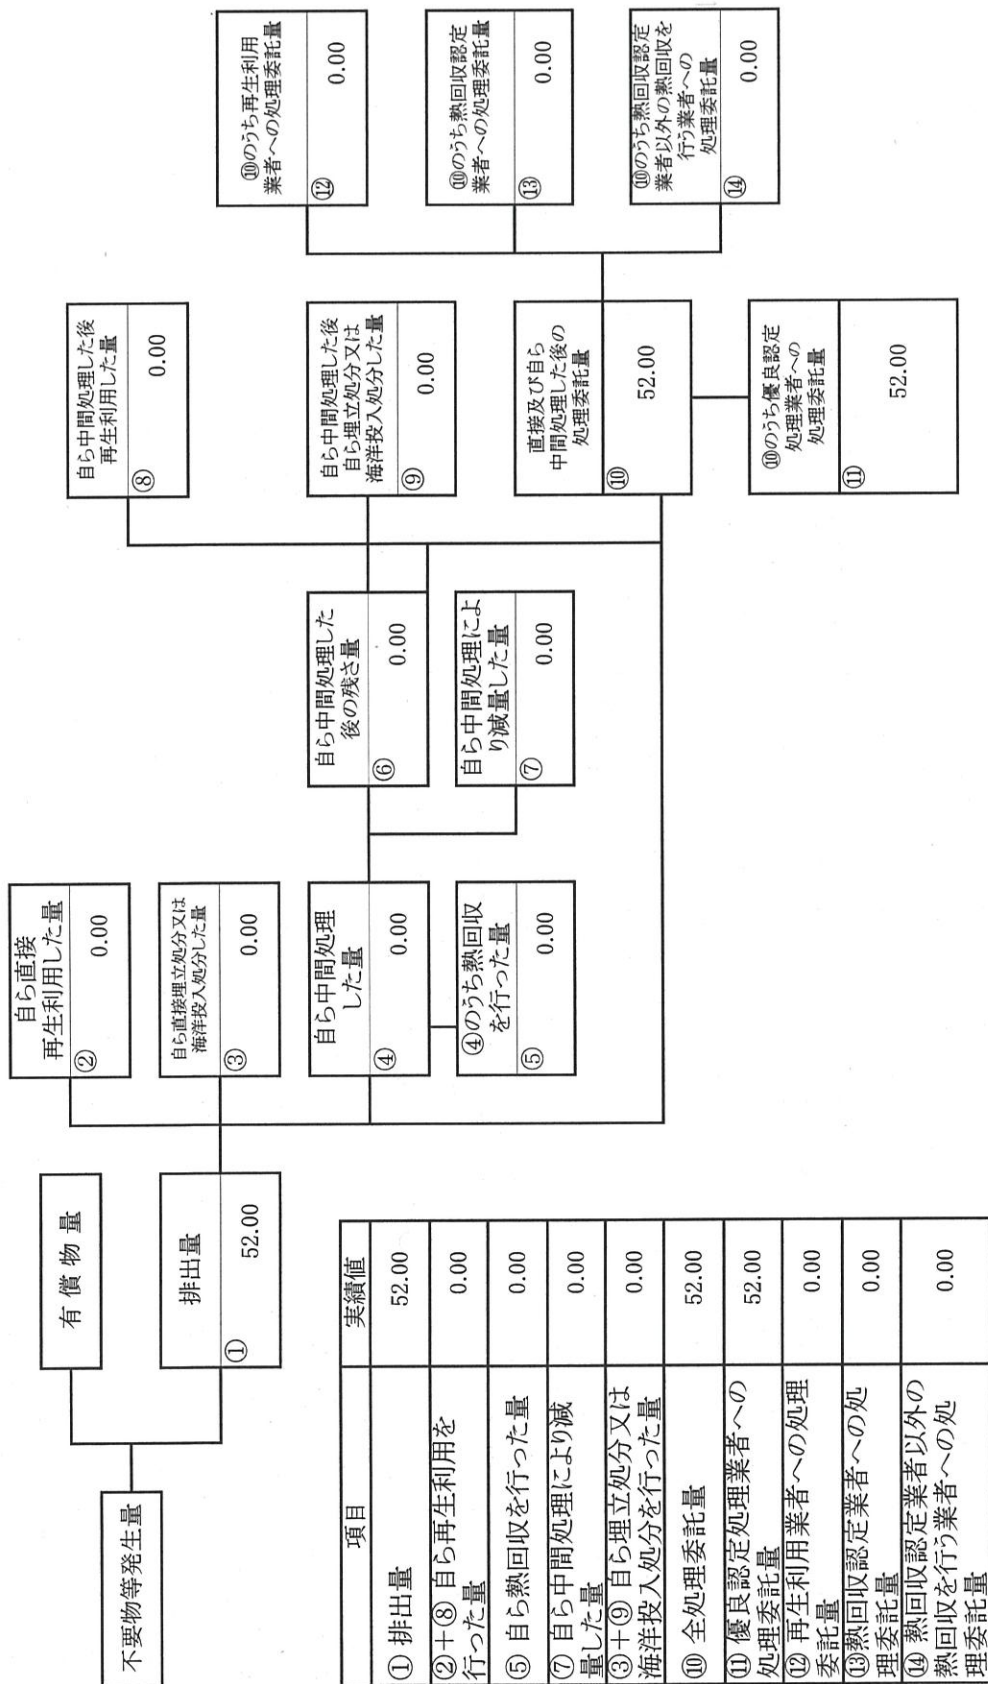 不要物等発生量
有償物量
排出量
①
52.00
自ら直接
再生利用した量
②
0.00
自ら直接埋立処分又は
海洋投入処分した量
③
0.00
自ら中間処理
した量
④
0.00
④のうち熱回収
を行った量
⑤
0.00
自ら中間処理した
後の残さ量
⑥
0.00
自ら中間処理によ
り減量した量
⑦
0.00
自ら中間処理した後
再生利用した量
⑧
0.00
自ら中間処理した後
自ら埋立処分又は
海洋投入処分した量
⑨
0.00
直接及び自ら
中間処理した後の
処理委託量
⑩
52.00
⑩のうち優良認定
処理業者への
処理委託量
⑪
52.00
⑩のうち再生利用
業者への処理委託量
⑫
0.00
⑩のうち熱回収認定
業者への処理委託量
⑬
0.00
⑩のうち熱回収認定
業者以外の熱回収を
行う業者への
処理委託量
⑭
0.00
項目
実績値
① 排出量
52.00
②+⑧ 自ら再生利用を
行った量
0.00
⑤ 自ら熱回収を行った量
0.00
⑦ 自ら中間処理により減
量した量
0.00
③+⑨ 自ら埋立処分又は
海洋投入処分を行った量
0.00
⑩ 全処理委託量
52.00
⑪ 優良認定処理業者への
処理委託量
52.00
⑫ 再生利用業者への処理
委託量
0.00
⑬熱回収認定業者への処
理委託量
0.00
⑭ 熱回収認定業者以外の
熱回収を行う業者への処
理委託量
0.00